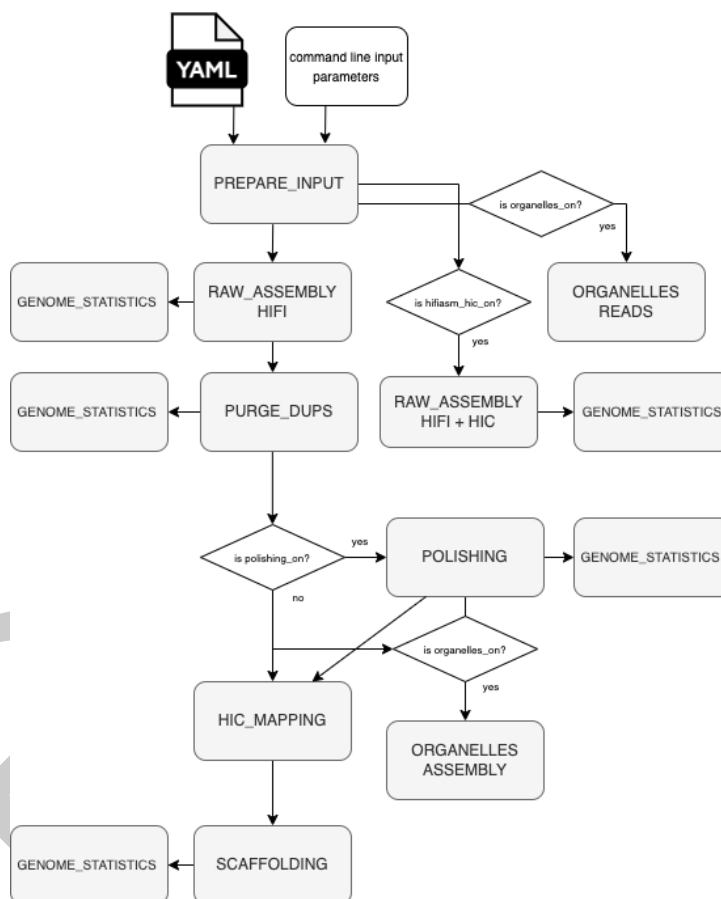 YAML
command line input
parameters
PREPARE_INPUT
is organelles_on?
yes
GENOME_STATISTICS
RAW_ASSEMBLY
HIFI
is hifiasm_hic_on?
yes
ORGANELLES
READS
GENOME_STATISTICS
PURGE_DUPS
RAW_ASSEMBLY
HIFI + HIC
GENOME_STATISTICS
is polishing_on?
yes
no
POLISHING
GENOME_STATISTICS
is organelles_on?
yes
HIC_MAPPING
ORGANELLES
ASSEMBLY
GENOME_STATISTICS
SCAFFOLDING